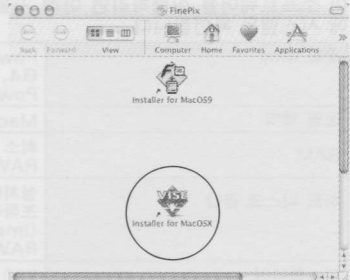 FinePix
Back Forward View Computer Home Favorites Applications
Installer for MacOS9
VISE
Installer for MacOSX